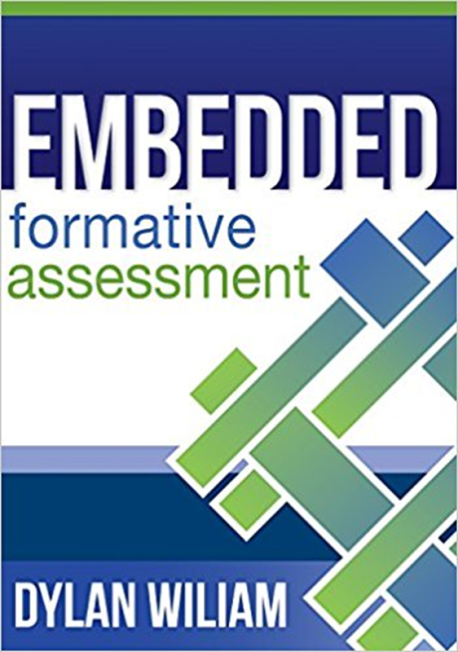 EMBEDDED
formative
assessment
DYLAN WILIAM